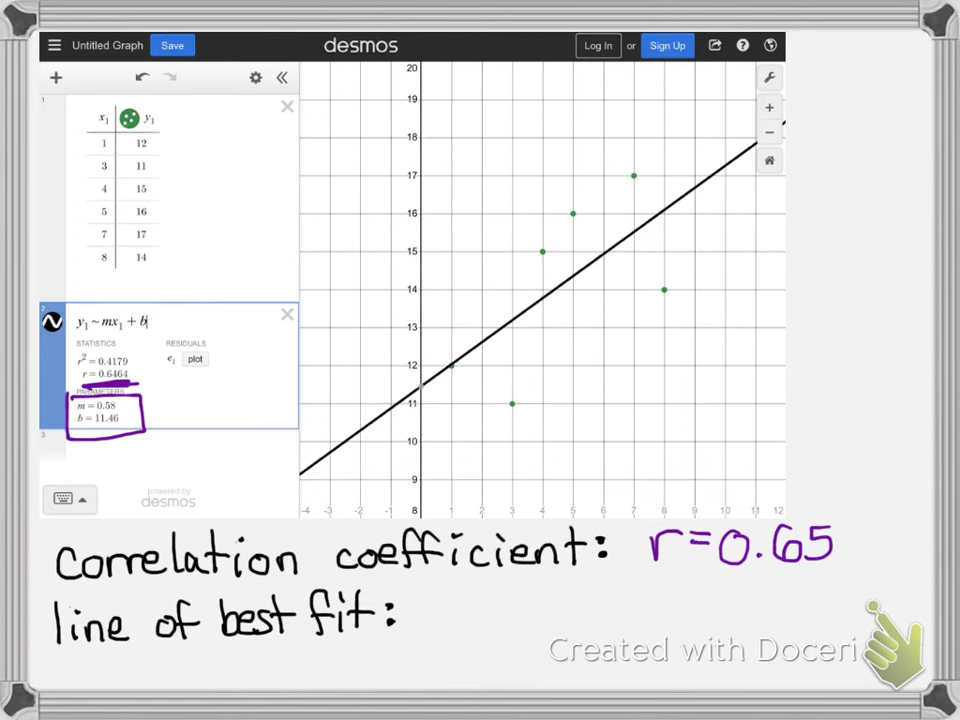 Untitled Graph Save desmos Log In or Sign Up
1
x₁ y₁
1 12
3 11
4 15
5 16
7 17
8 14
2
y₁ ~ mx₁ + b
STATISTICS RESIDUALS
r² = 0.4179 e₁ plot
r = 0.6464
PARAMETERS
m = 0.58
b = 11.46
3
powered by
desmos
20
19
18
17
16
15
14
13
12
11
10
9
8
-4 -3 -2 -1 1 2 3 4 5 6 7 8 9 10 11 12
correlation coefficient: r=0.65
line of best fit:
Created with Doceri